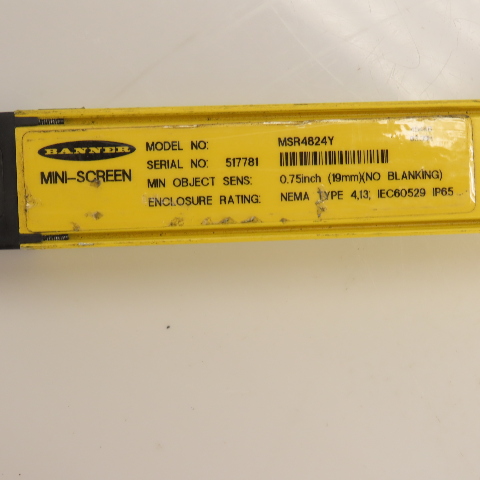 BANNER
MINI-SCREEN
MODEL NO: MSR4824Y
SERIAL NO: 517781
MIN OBJECT SENS: 0.75inch (19mm)(NO BLANKING)
ENCLOSURE RATING: NEMA TYPE 4,13; IEC60529 IP65